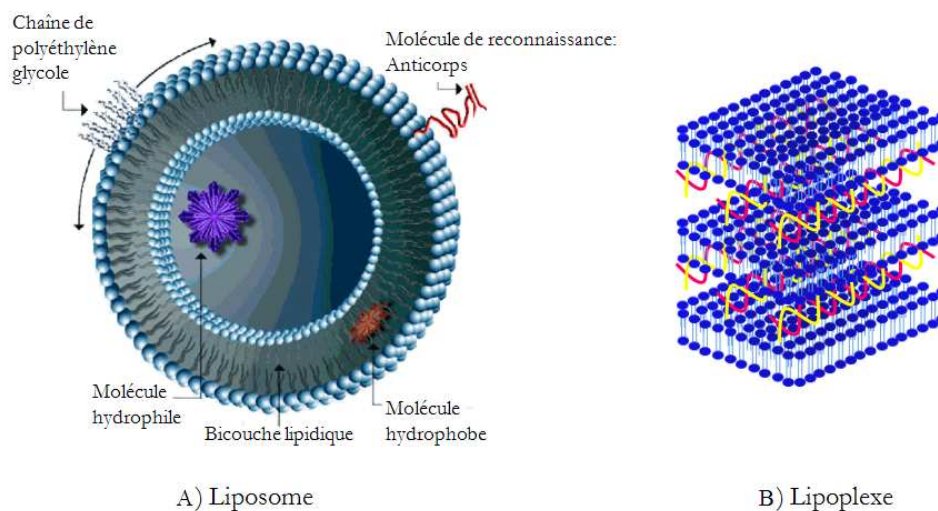 Chaîne de
polyéthylène
glycole
Molécule de reconnaissance:
Anticorps
Molécule
hydrophile
Bicouche lipidique
Molécule
hydrophobe
A) Liposome
B) Lipoplexe